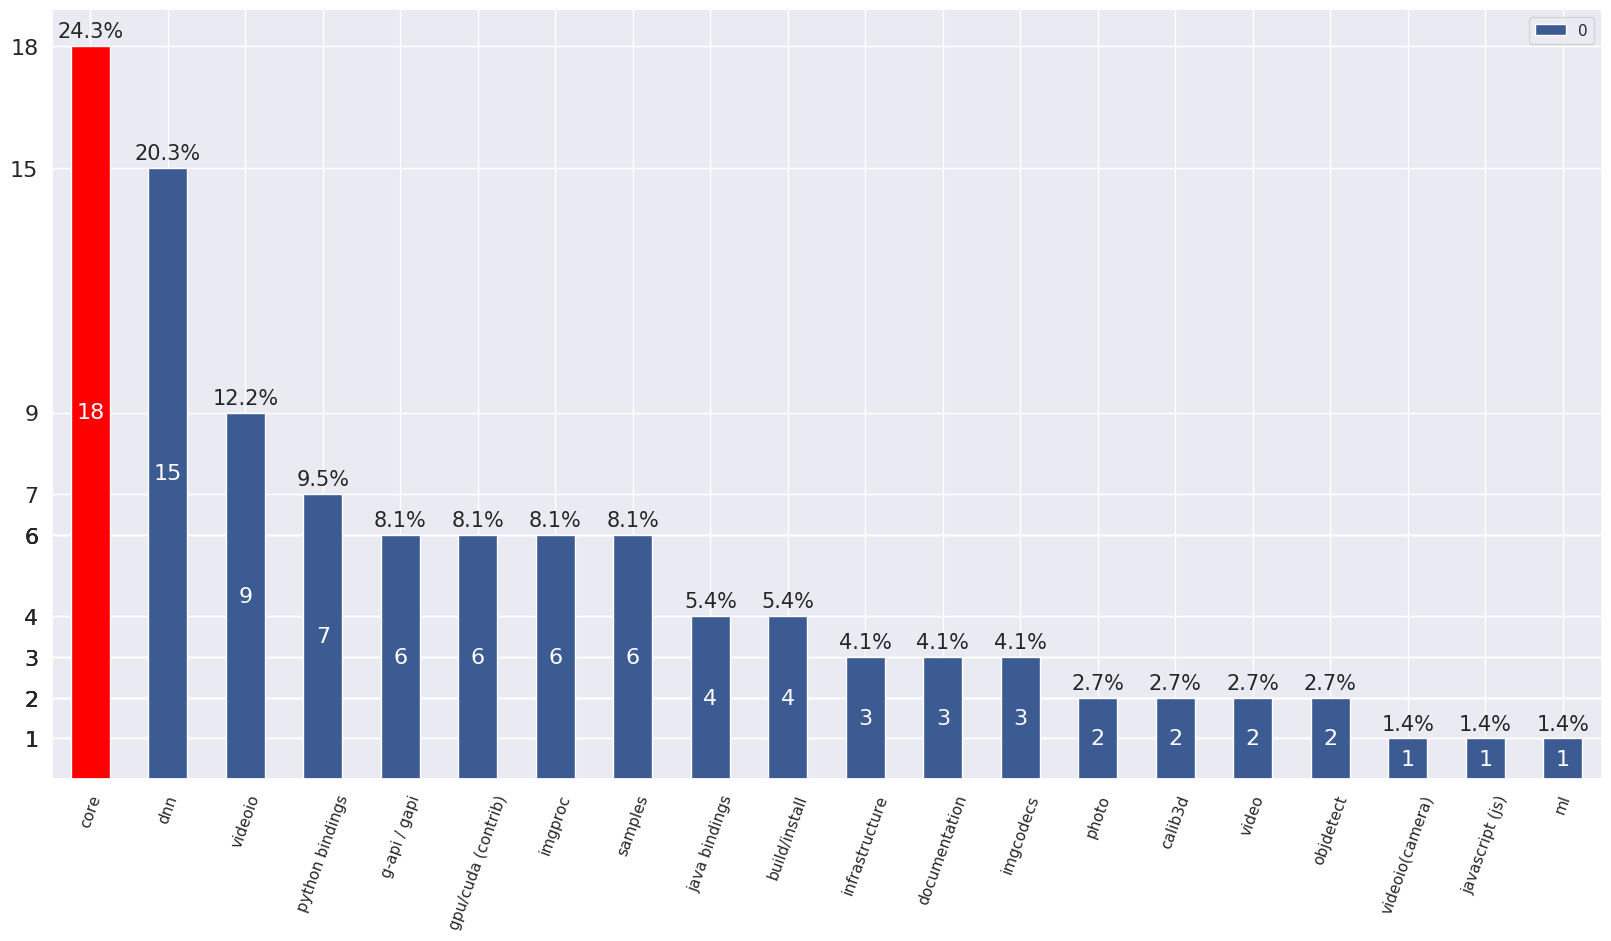 24.3%
20.3%
12.2%
9.5%
8.1%
8.1%
8.1%
8.1%
5.4%
5.4%
4.1%
4.1%
4.1%
2.7%
2.7%
2.7%
2.7%
1.4%
1.4%
1.4%
0
18
15
9
7
6
4
3
2
1
18
15
9
7
6
6
6
6
4
4
3
3
3
2
2
2
2
1
1
1
core
dnn
videoio
python bindings
g-api / gapi
gpu/cuda (contrib)
imgproc
samples
java bindings
build/install
infrastructure
documentation
imgcodecs
photo
calib3d
video
objdetect
videoio(camera)
javascript (js)
ml